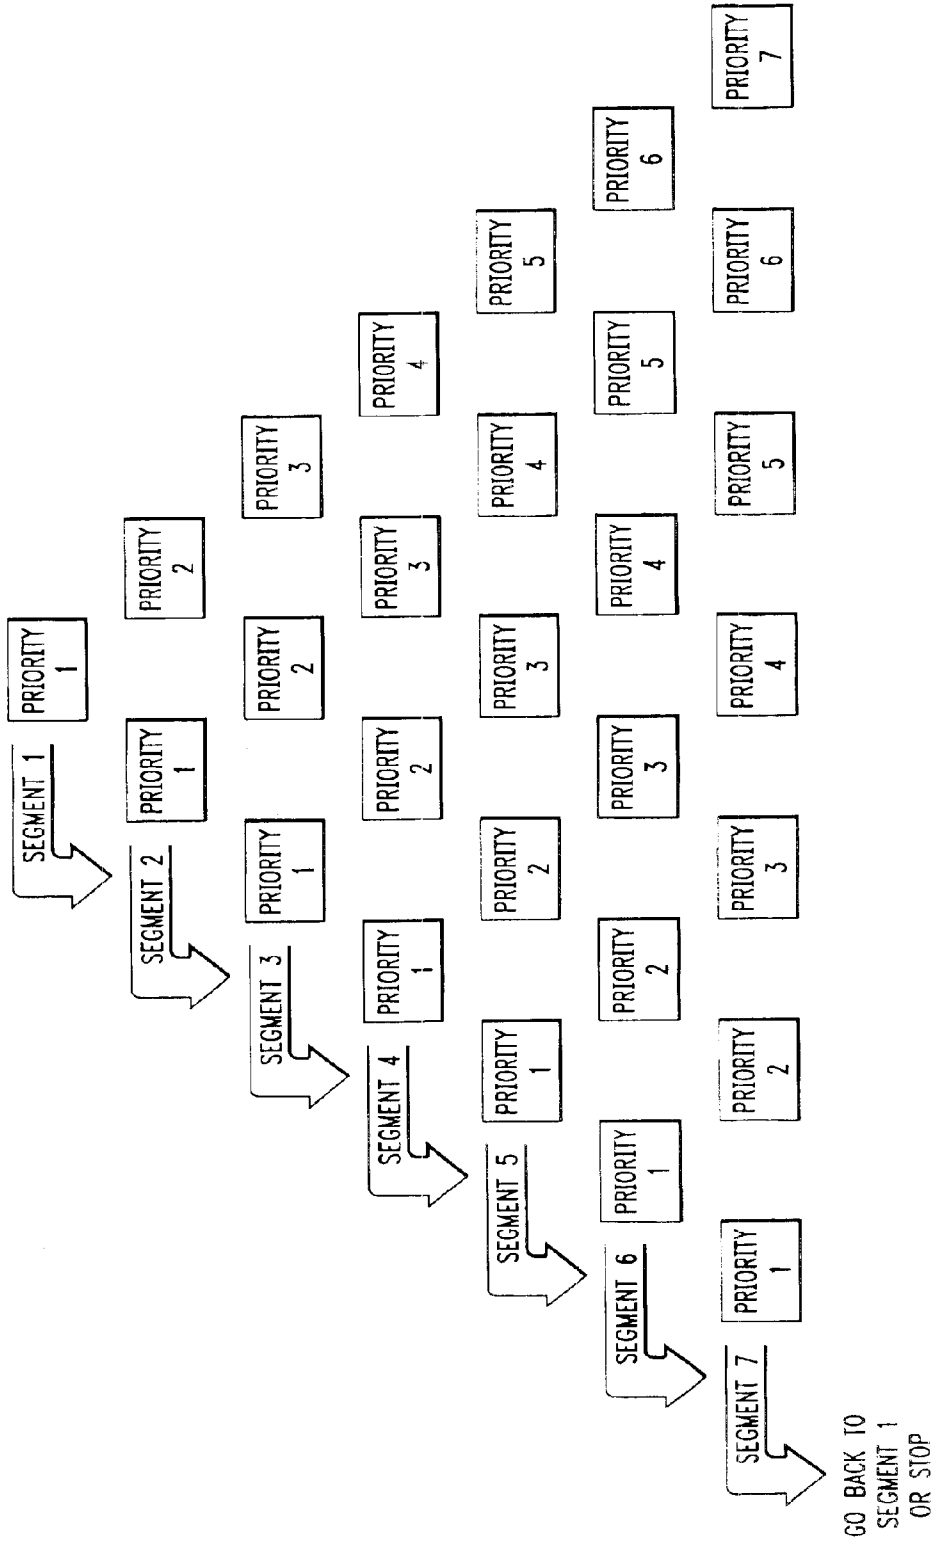 SEGMENT 1
PRIORITY
1
SEGMENT 2
PRIORITY
1
PRIORITY
2
SEGMENT 3
PRIORITY
1
PRIORITY
2
PRIORITY
3
SEGMENT 4
PRIORITY
1
PRIORITY
2
PRIORITY
3
PRIORITY
4
SEGMENT 5
PRIORITY
1
PRIORITY
2
PRIORITY
3
PRIORITY
4
PRIORITY
5
SEGMENT 6
PRIORITY
1
PRIORITY
2
PRIORITY
3
PRIORITY
4
PRIORITY
5
PRIORITY
6
SEGMENT 7
PRIORITY
1
PRIORITY
2
PRIORITY
3
PRIORITY
4
PRIORITY
5
PRIORITY
6
PRIORITY
7
GO BACK TO
SEGMENT 1
OR STOP